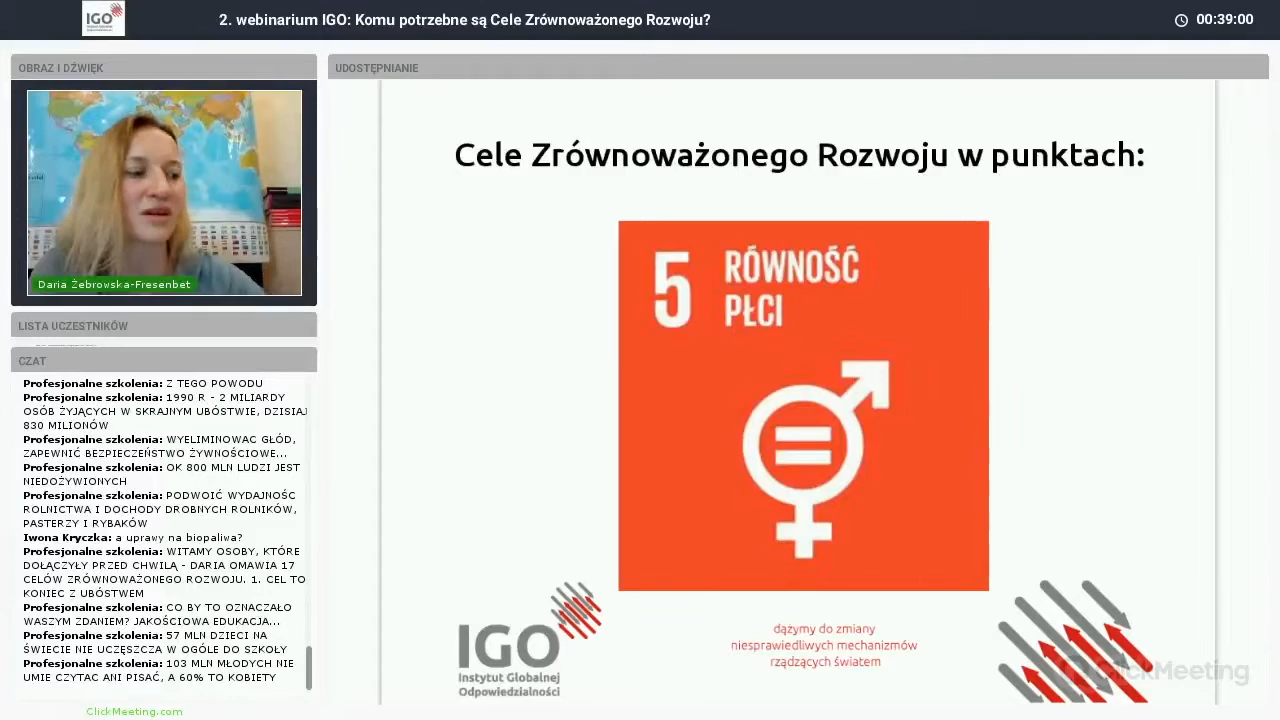 IGO
2. webinarium IGO: Komu potrzebne są Cele Zrównoważonego Rozwoju?
00:39:00
OBRAZ I DŹWIĘK
Daria Żebrowska-Fresenbet
LISTA UCZESTNIKÓW
CZAT
Profesjonalne szkolenia: Z TEGO POWODU
Profesjonalne szkolenia: 1990 R - 2 MILIARDY
OSÓB ŻYJĄCYCH W SKRAJNYM UBÓSTWIE, DZISIAJ
830 MILIONÓW
Profesjonalne szkolenia: WYELIMINOWAC GŁÓD,
ZAPEWNIĆ BEZPIECZEŃSTWO ŻYWNOŚCIOWE...
Profesjonalne szkolenia: OK 800 MLN LUDZI JEST
NIEDOŻYWIONYCH
Profesjonalne szkolenia: PODWOIĆ WYDAJNOŚC
ROLNICTWA I DOCHODY DROBNYCH ROLNIKÓW,
PASTERZY I RYBAKÓW
Iwona Kryczka: a uprawy na biopaliwa?
Profesjonalne szkolenia: WITAMY OSOBY, KTÓRE
DOŁĄCZYŁY PRZED CHWILĄ - DARIA OMAWIA 17
CELÓW ZRÓWNOWAŻONEGO ROZWOJU. 1. CEL TO
KONIEC Z UBÓSTWEM
Profesjonalne szkolenia: CO BY TO OZNACZAŁO
WASZYM ZDANIEM? JAKOŚCIOWA EDUKACJA...
Profesjonalne szkolenia: 57 MLN DZIECI NA
ŚWIECIE NIE UCZĘSZCZA W OGÓLE DO SZKOŁY
Profesjonalne szkolenia: 103 MLN MŁODYCH NIE
UMIE CZYTAC ANI PISAĆ, A 60% TO KOBIETY
ClickMeeting.com
UDOSTĘPNIANIE
Cele Zrównoważonego Rozwoju w punktach:
5 RÓWNOŚĆ
PŁCI
IGO
Instytut Globalnej
Odpowiedzialności
dążymy do zmiany
niesprawiedliwych mechanizmów
rządzących światem
ClickMeeting